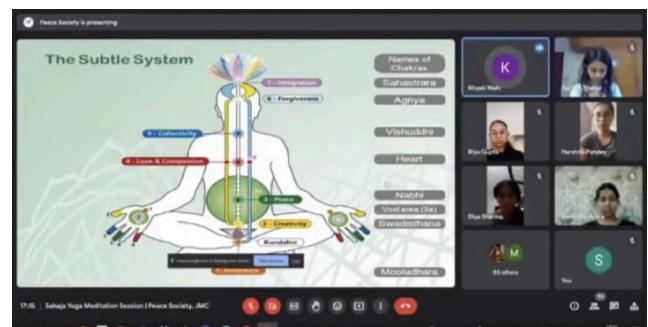 Peace Society is presenting
The Subtle System
Names of
Chakras
7 - Integration
Sahastrara
6 - Forgiveness
Agnya
5 - Collectivity
Vishuddhi
4 - Love & Compassion
Heart
3 - Peace
Nabhi
Void area (3a)
2 - Creativity
Swadisthana
Kundalini
Mooladhara
K
Khyati Wahi
Riya Gupta
Harshita Pandey
Diya Sharma
M
85 others
S
You
17:15 | Sahaja Yoga Meditation Session | Peace Society, JMC